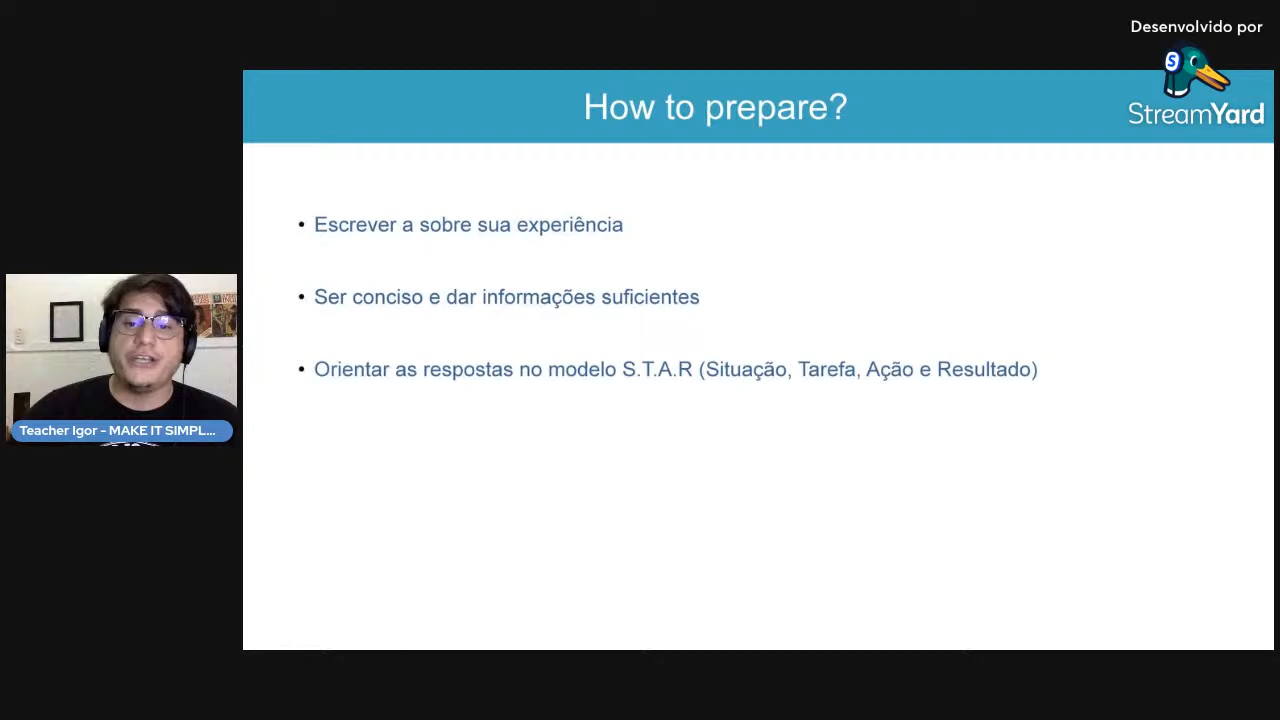 Desenvolvido por
S
StreamYard
How to prepare?
• Escrever a sobre sua experiência
• Ser conciso e dar informações suficientes
• Orientar as respostas no modelo S.T.A.R (Situação, Tarefa, Ação e Resultado)
Teacher Igor - MAKE IT SIMPL...